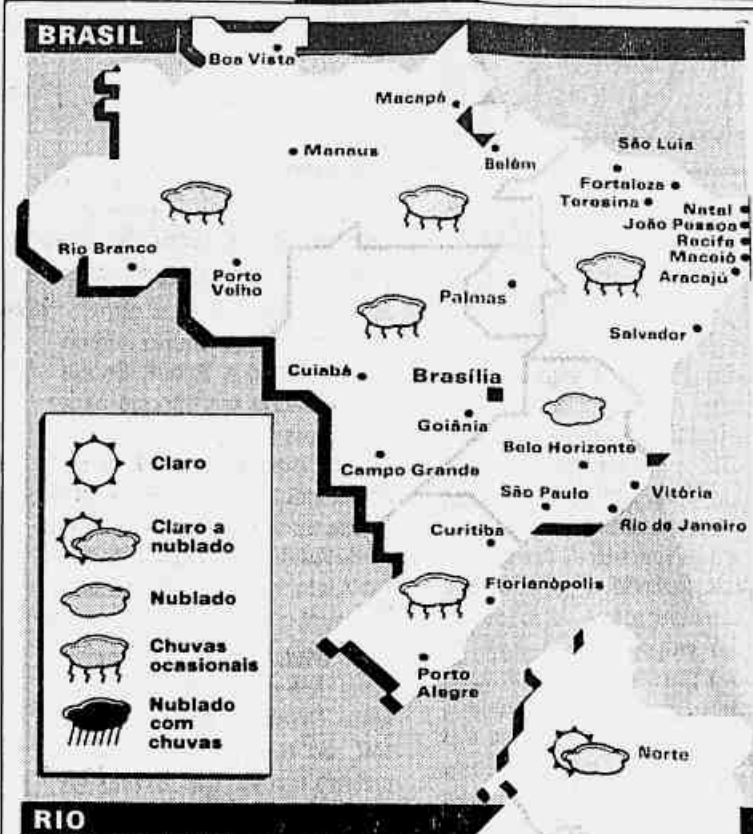 BRASIL
Boa Vista
Macapá
Manaus
Belém
São Luis
Fortaleza
Teresina
Natal
João Pessoa
Recife
Maceió
Aracajú
Rio Branco
Porto
Velho
Palmas
Salvador
Cuiabá
Brasília
Goiânia
Belo Horizonte
Campo Grande
São Paulo
Vitória
Rio de Janeiro
Curitiba
Florianópolis
Porto
Alegre
Claro
Claro a
nublado
Nublado
Chuvas
ocasionais
Nublado
com
chuvas
Norte
RIO